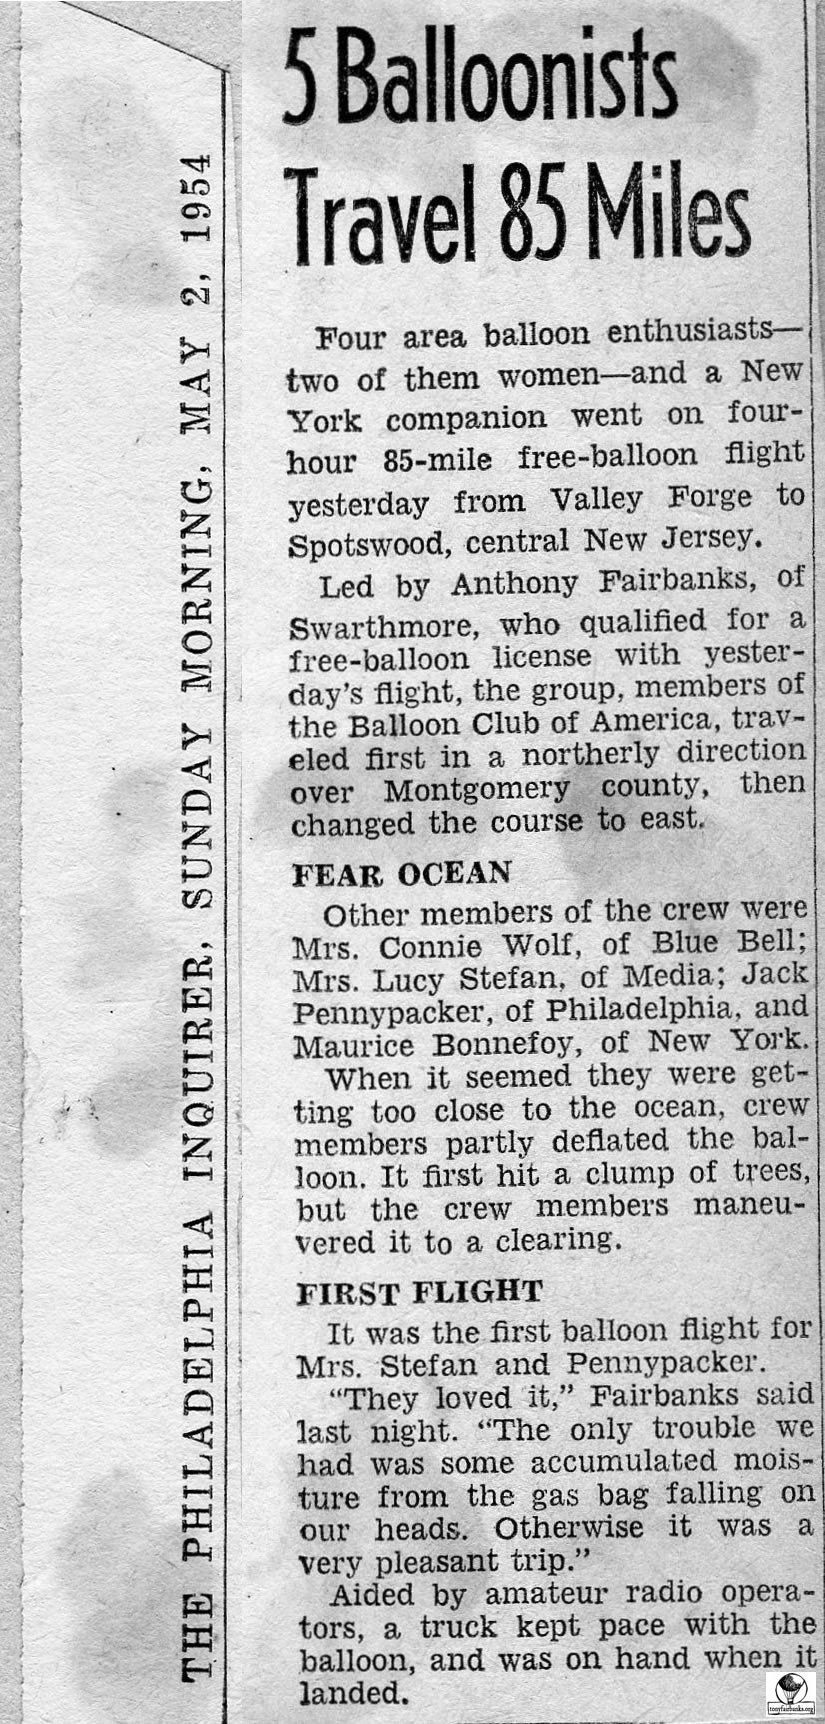 THE PHILADELPHIA INQUIRER, SUNDAY MORNING, MAY 2, 1954
5 Balloonists
Travel 85 Miles
Four area balloon enthusiasts—
two of them women—and a New
York companion went on four-
hour 85-mile free-balloon flight
yesterday from Valley Forge to
Spotswood, central New Jersey.
Led by Anthony Fairbanks, of
Swarthmore, who qualified for a
free-balloon license with yester-
day's flight, the group, members of
the Balloon Club of America, trav-
eled first in a northerly direction
over Montgomery county, then
changed the course to east.
FEAR OCEAN
Other members of the crew were
Mrs. Connie Wolf, of Blue Bell;
Mrs. Lucy Stefan, of Media; Jack
Pennypacker, of Philadelphia, and
Maurice Bonnefoy, of New York.
When it seemed they were get-
ting too close to the ocean, crew
members partly deflated the bal-
loon. It first hit a clump of trees,
but the crew members maneu-
vered it to a clearing.
FIRST FLIGHT
It was the first balloon flight for
Mrs. Stefan and Pennypacker.
"They loved it," Fairbanks said
last night. "The only trouble we
had was some accumulated mois-
ture from the gas bag falling on
our heads. Otherwise it was a
very pleasant trip."
Aided by amateur radio opera-
tors, a truck kept pace with the
balloon, and was on hand when it
landed.
tonyfairbanks.org